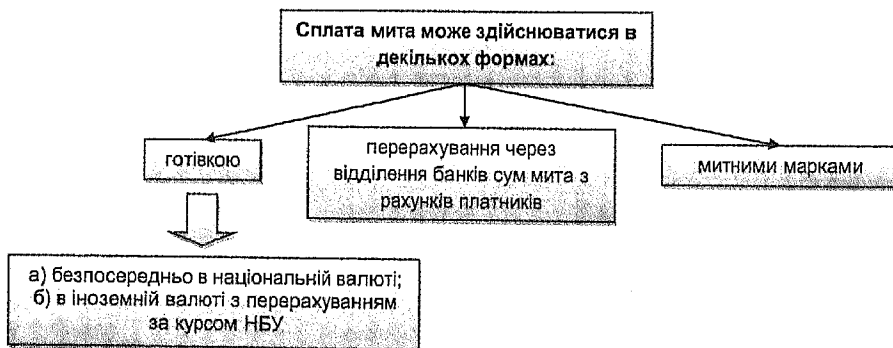 Сплата мита може здійснюватися в
декількох формах:
готівкою
перерахування через
відділення банків сум мита з
рахунків платників
митними марками
а) безпосередньо в національній валюті;
б) в іноземній валюті з перерахуванням
за курсом НБУ